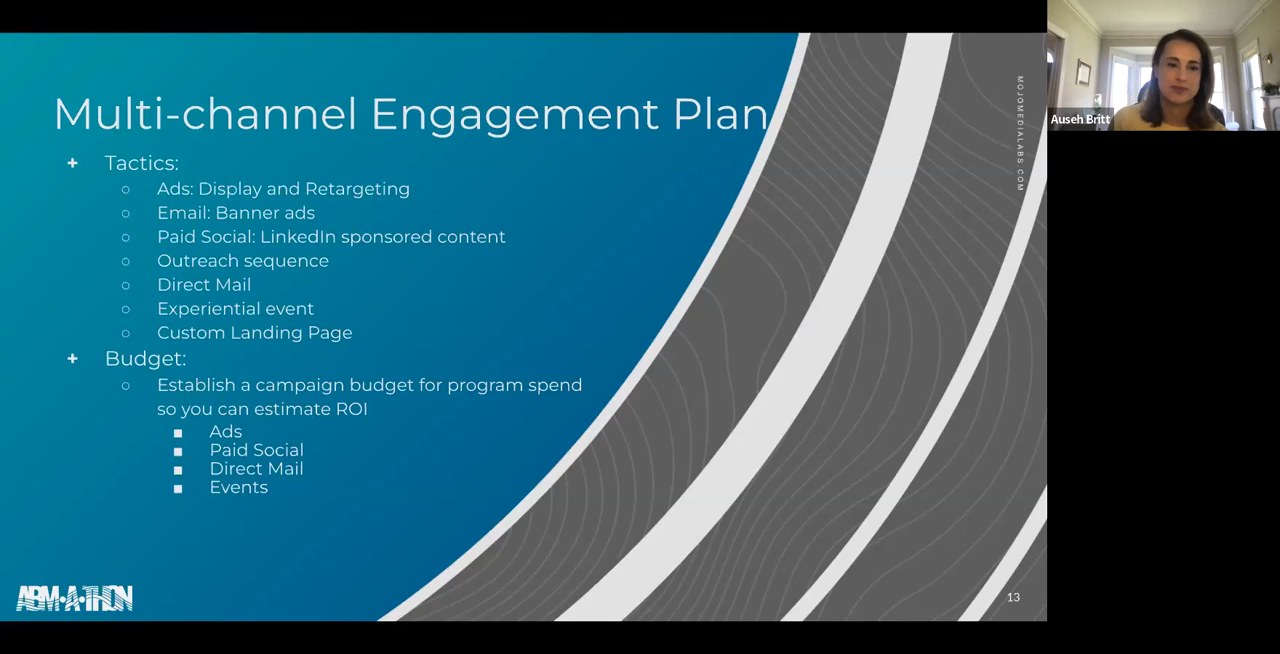 Multi-channel Engagement Plan
+ Tactics:
○ Ads: Display and Retargeting
○ Email: Banner ads
○ Paid Social: LinkedIn sponsored content
○ Outreach sequence
○ Direct Mail
○ Experiential event
○ Custom Landing Page
+ Budget:
○ Establish a campaign budget for program spend
so you can estimate ROI
■ Ads
■ Paid Social
■ Direct Mail
■ Events
ABM-A-THON
13
MOJOMEDIALABS.COM
Auseh Britt